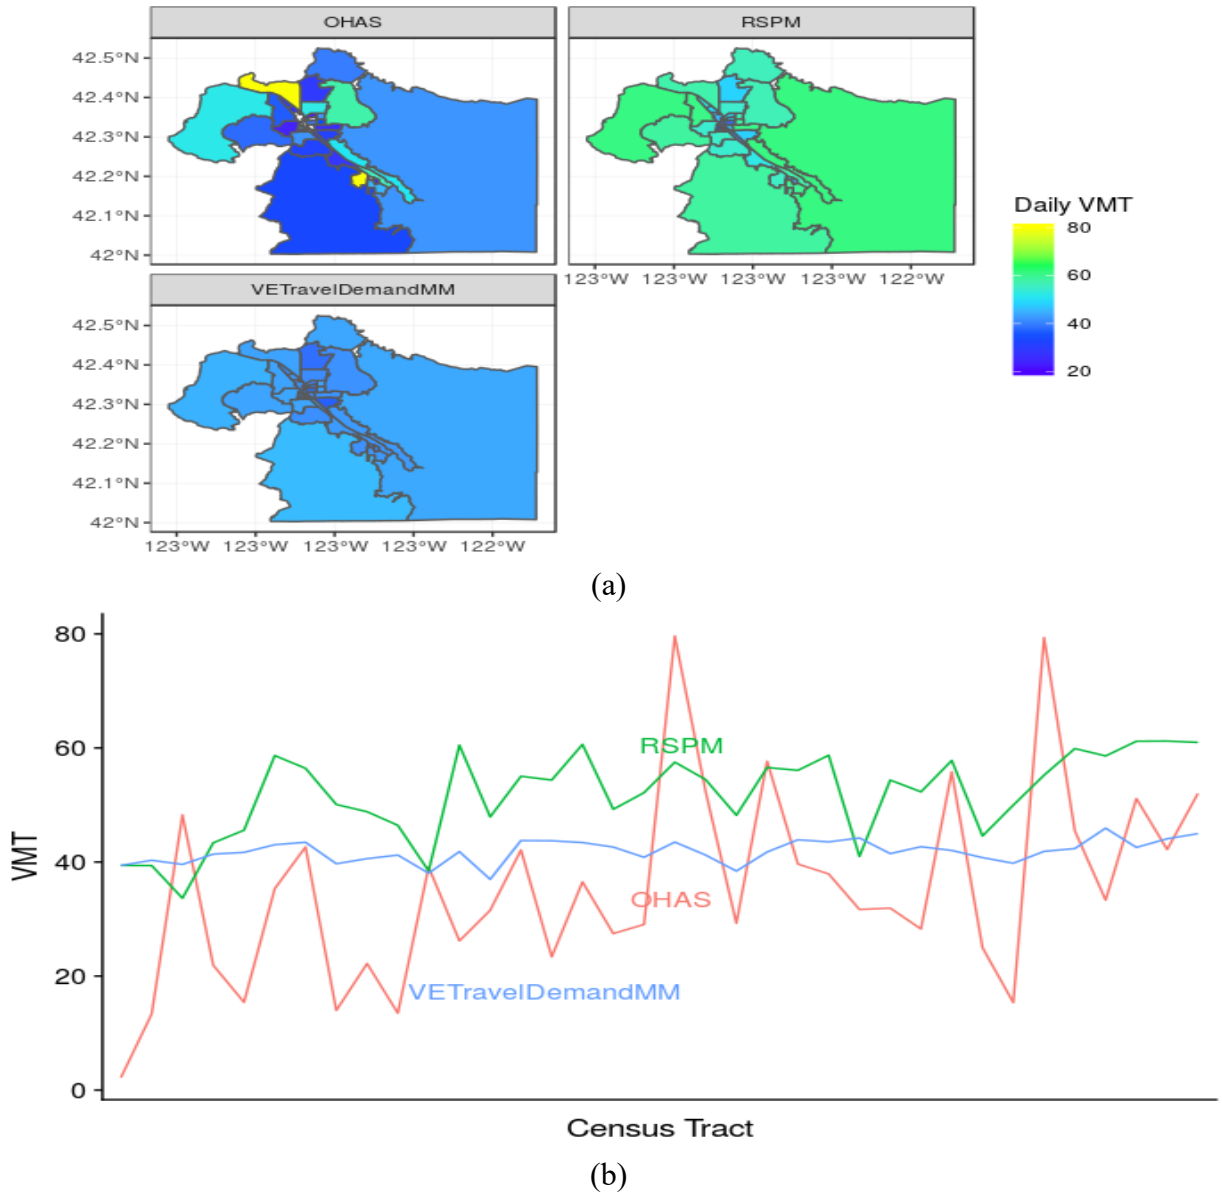 OHAS
RSPM
42.5°N
42.4°N
42.3°N
42.2°N
42.1°N
42°N
123°W 123°W 123°W 123°W 122°W
Daily VMT
80
60
40
20
VETravelDemandMM
42.5°N
42.4°N
42.3°N
42.2°N
42.1°N
42°N
123°W 123°W 123°W 123°W 122°W
(a)
80
60
40
20
0
VMT
RSPM
OHAS
VETravelDemandMM
Census Tract
(b)